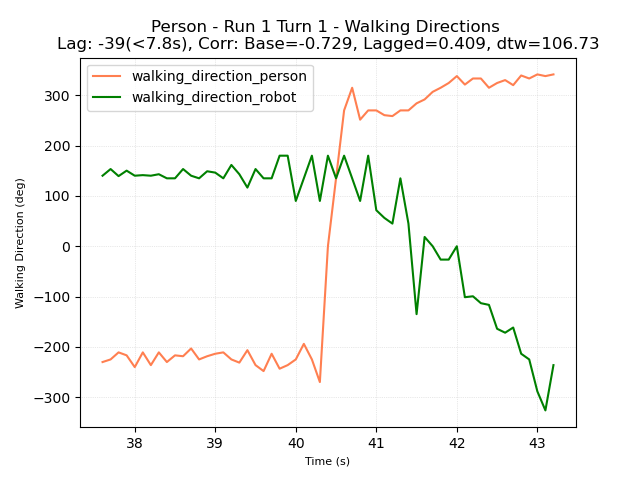 Person - Run 1 Turn 1 - Walking Directions
Lag: -39(<7.8s), Corr: Base=-0.729, Lagged=0.409, dtw=106.73
walking_direction_person
walking_direction_robot
Walking Direction (deg)
300
200
100
0
−100
−200
−300
38 39 40 41 42 43
Time (s)